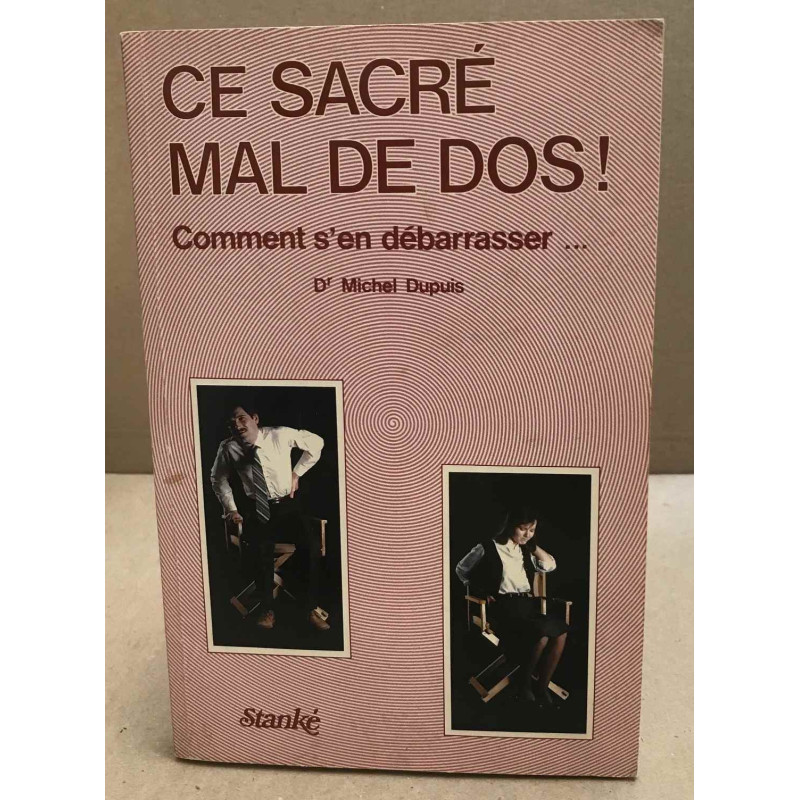 CE SACRÉ
MAL DE DOS!
Comment s'en débarrasser ...
Dr Michel Dupuis
Stanké